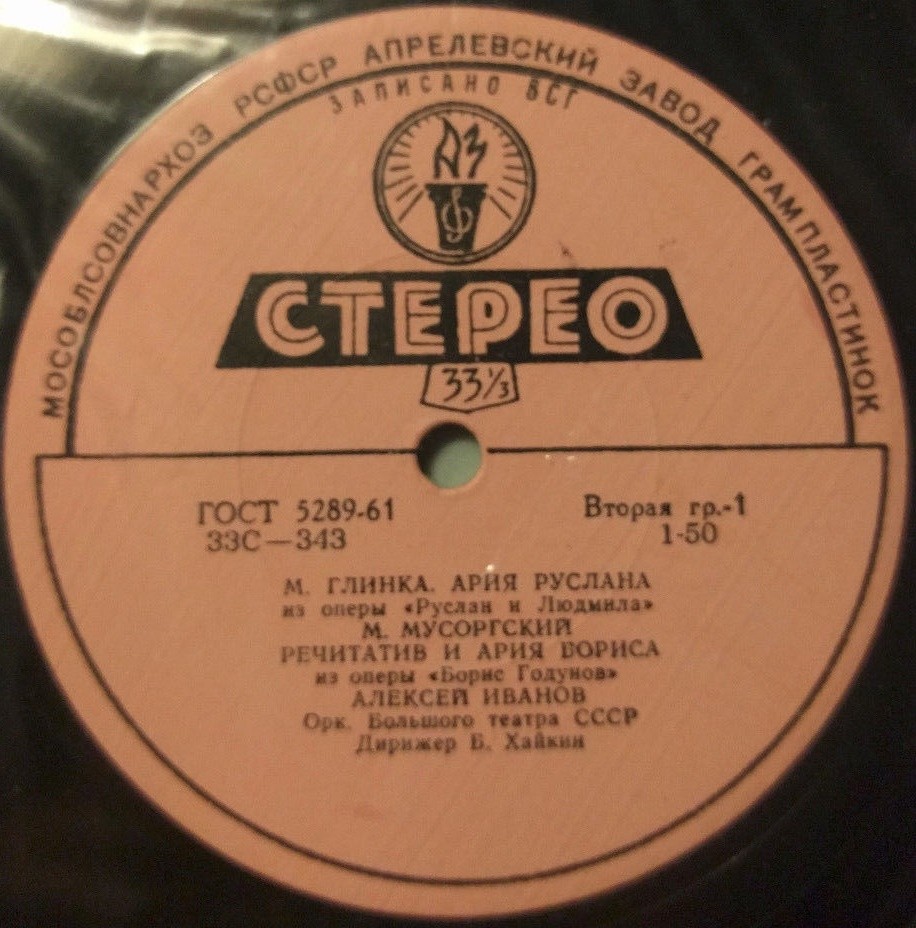 МОСОБЛСОВНАРХОЗ РСФСР АПРЕЛЕВСКИЙ ЗАВОД ГРАМПЛАСТИНОК
ЗАПИСАНО ВСГ
АЗ
СТЕРЕО
33⅓
ГОСТ 5289-61 Вторая гр.-1
33С—343 1-50
М. ГЛИНКА. АРИЯ РУСЛАНА
из оперы «Руслан и Людмила»
М. МУСОРГСКИЙ
РЕЧИТАТИВ И АРИЯ БОРИСА
из оперы «Борис Годунов»
АЛЕКСЕЙ ИВАНОВ
Орк. Большого театра СССР
Дирижер Б. Хайкин